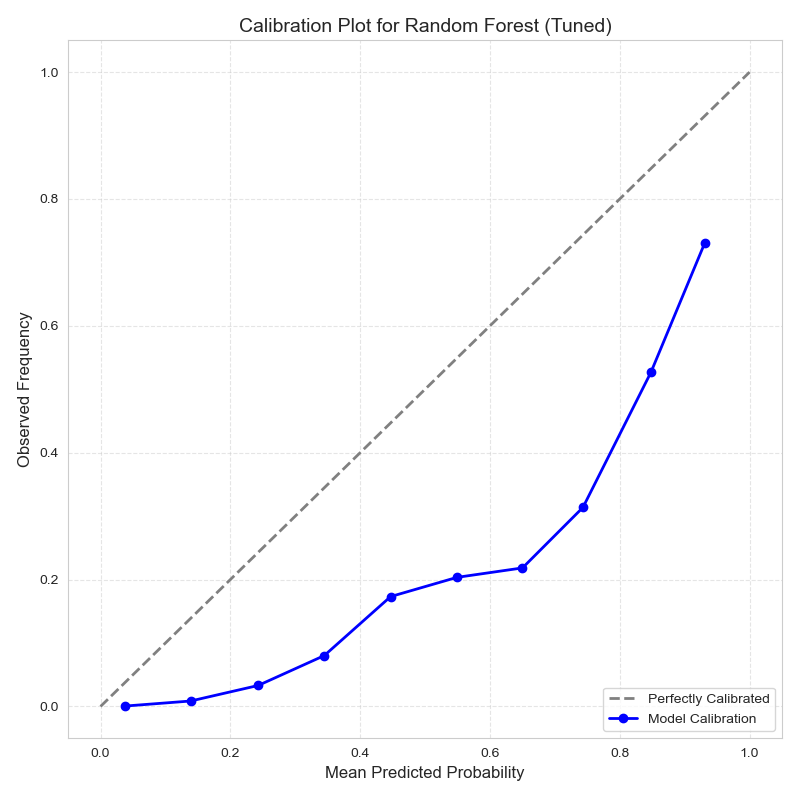 Calibration Plot for Random Forest (Tuned)
1.0
0.8
0.6
0.4
0.2
0.0
Observed Frequency
0.0 0.2 0.4 0.6 0.8 1.0
Mean Predicted Probability
Perfectly Calibrated
Model Calibration